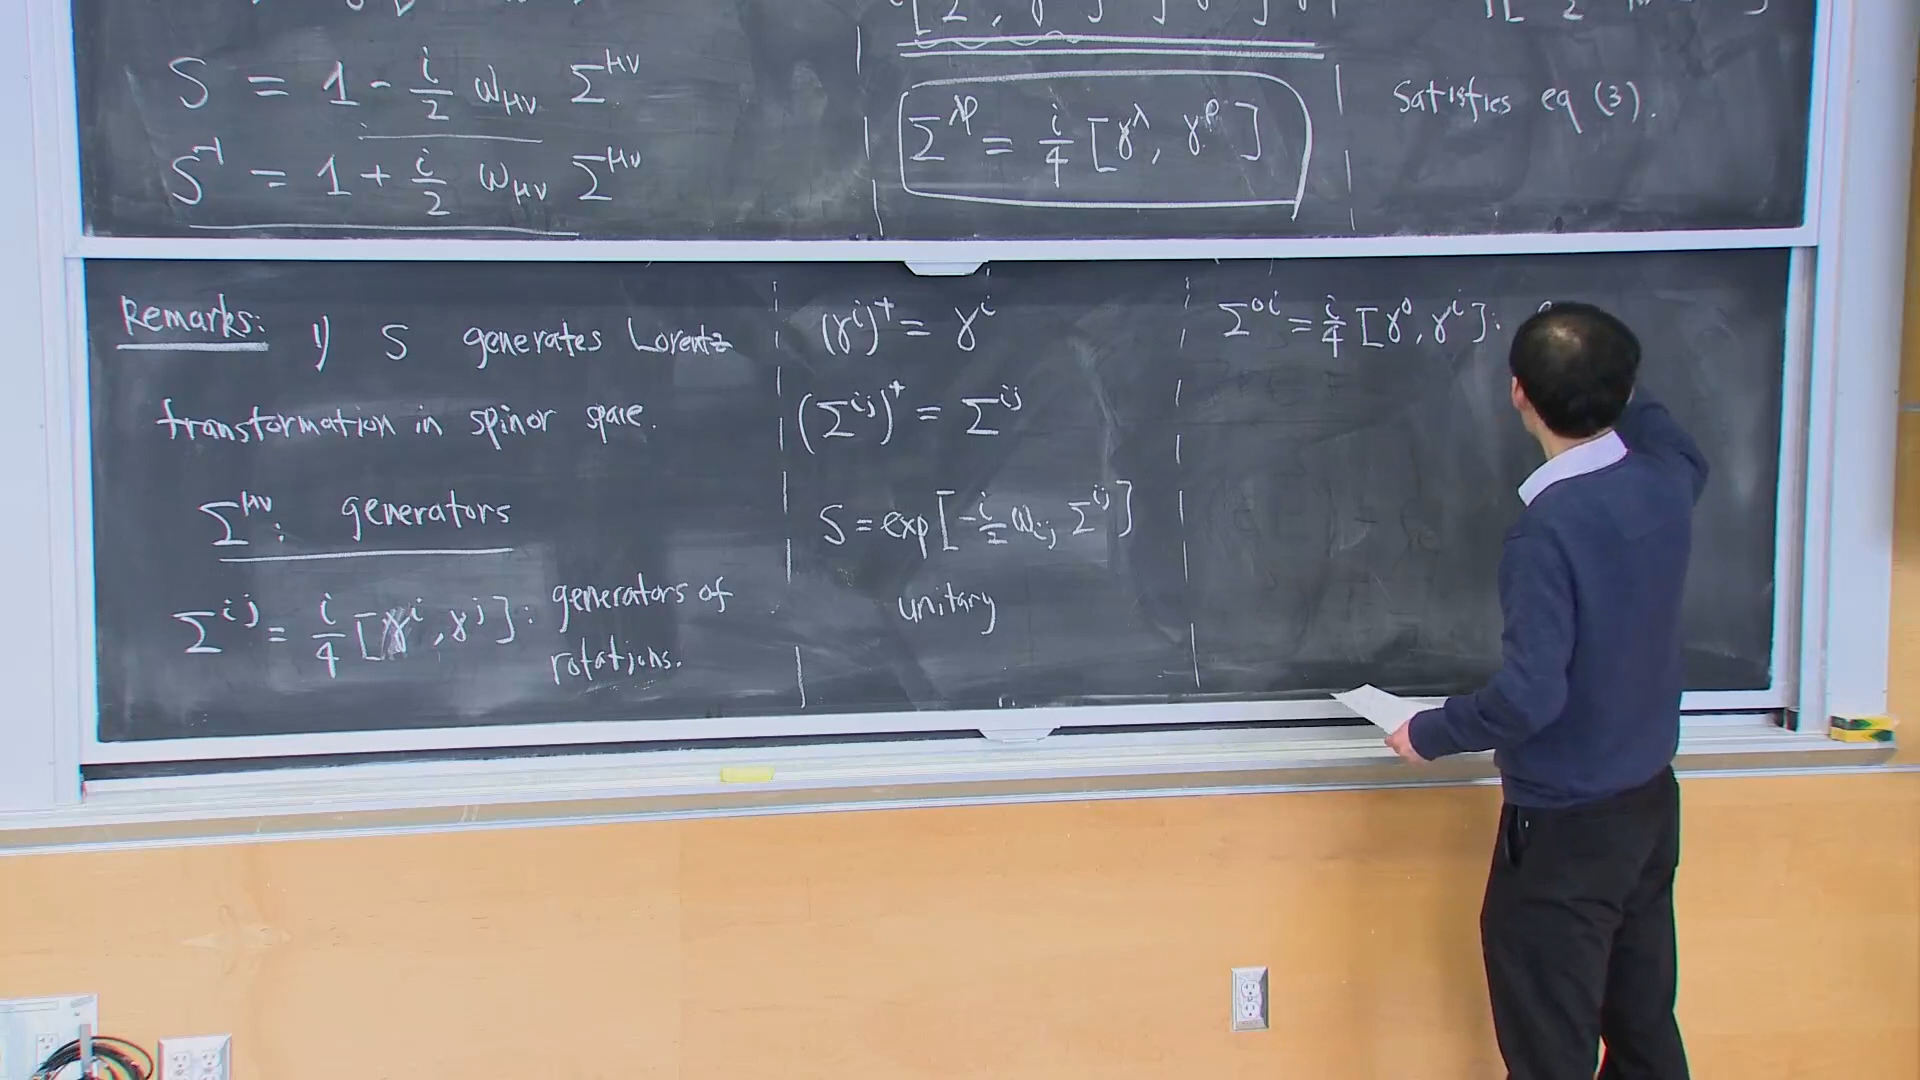 S = 1 - i/2 ω_μν Σ^μν
S^-1 = 1 + i/2 ω_μν Σ^μν
Σ^λρ = i/4 [γ^λ, γ^ρ]
Satisfies eq (3).
Remarks: 1) S generates Lorentz
transformation in spinor space.
Σ^μν: generators
Σ^ij = i/4 [γ^i, γ^j]: generators of
rotations.
(γ^i)^† = γ^i
(Σ^ij)^† = Σ^ij
S = exp[-i/2 ω_ij Σ^ij]
unitary
Σ^0i = i/4 [γ^0, γ^i]: